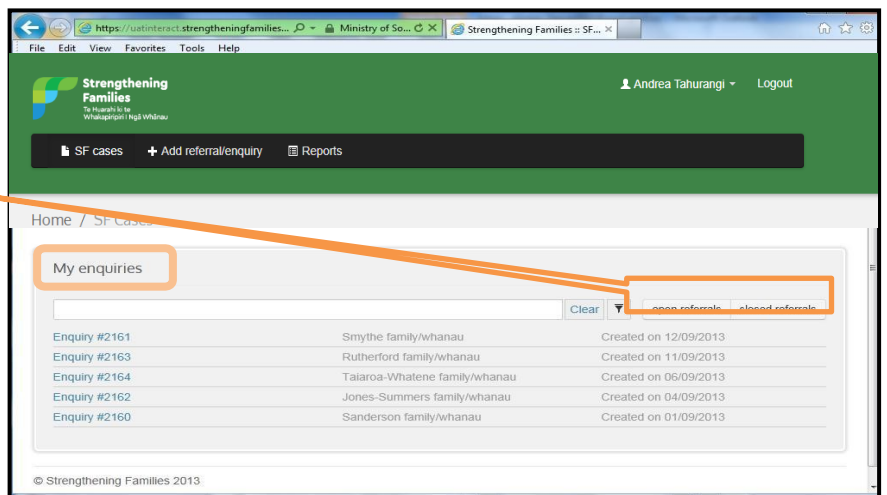 https://uatinteract.strengtheningfamilies... Ministry of So... Strengthening Families :: SF...
File Edit View Favorites Tools Help
Strengthening
Families
Te Huarahi ki te
Whakapiripiri i Ngā Whānau
Andrea Tahurangi Logout
SF cases + Add referral/enquiry Reports
Home / SF Cases
My enquiries
Clear open referrals closed referrals
Enquiry #2161 Smythe family/whanau Created on 12/09/2013
Enquiry #2163 Rutherford family/whanau Created on 11/09/2013
Enquiry #2164 Taiaroa-Whatene family/whanau Created on 06/09/2013
Enquiry #2162 Jones-Summers family/whanau Created on 04/09/2013
Enquiry #2160 Sanderson family/whanau Created on 01/09/2013
© Strengthening Families 2013